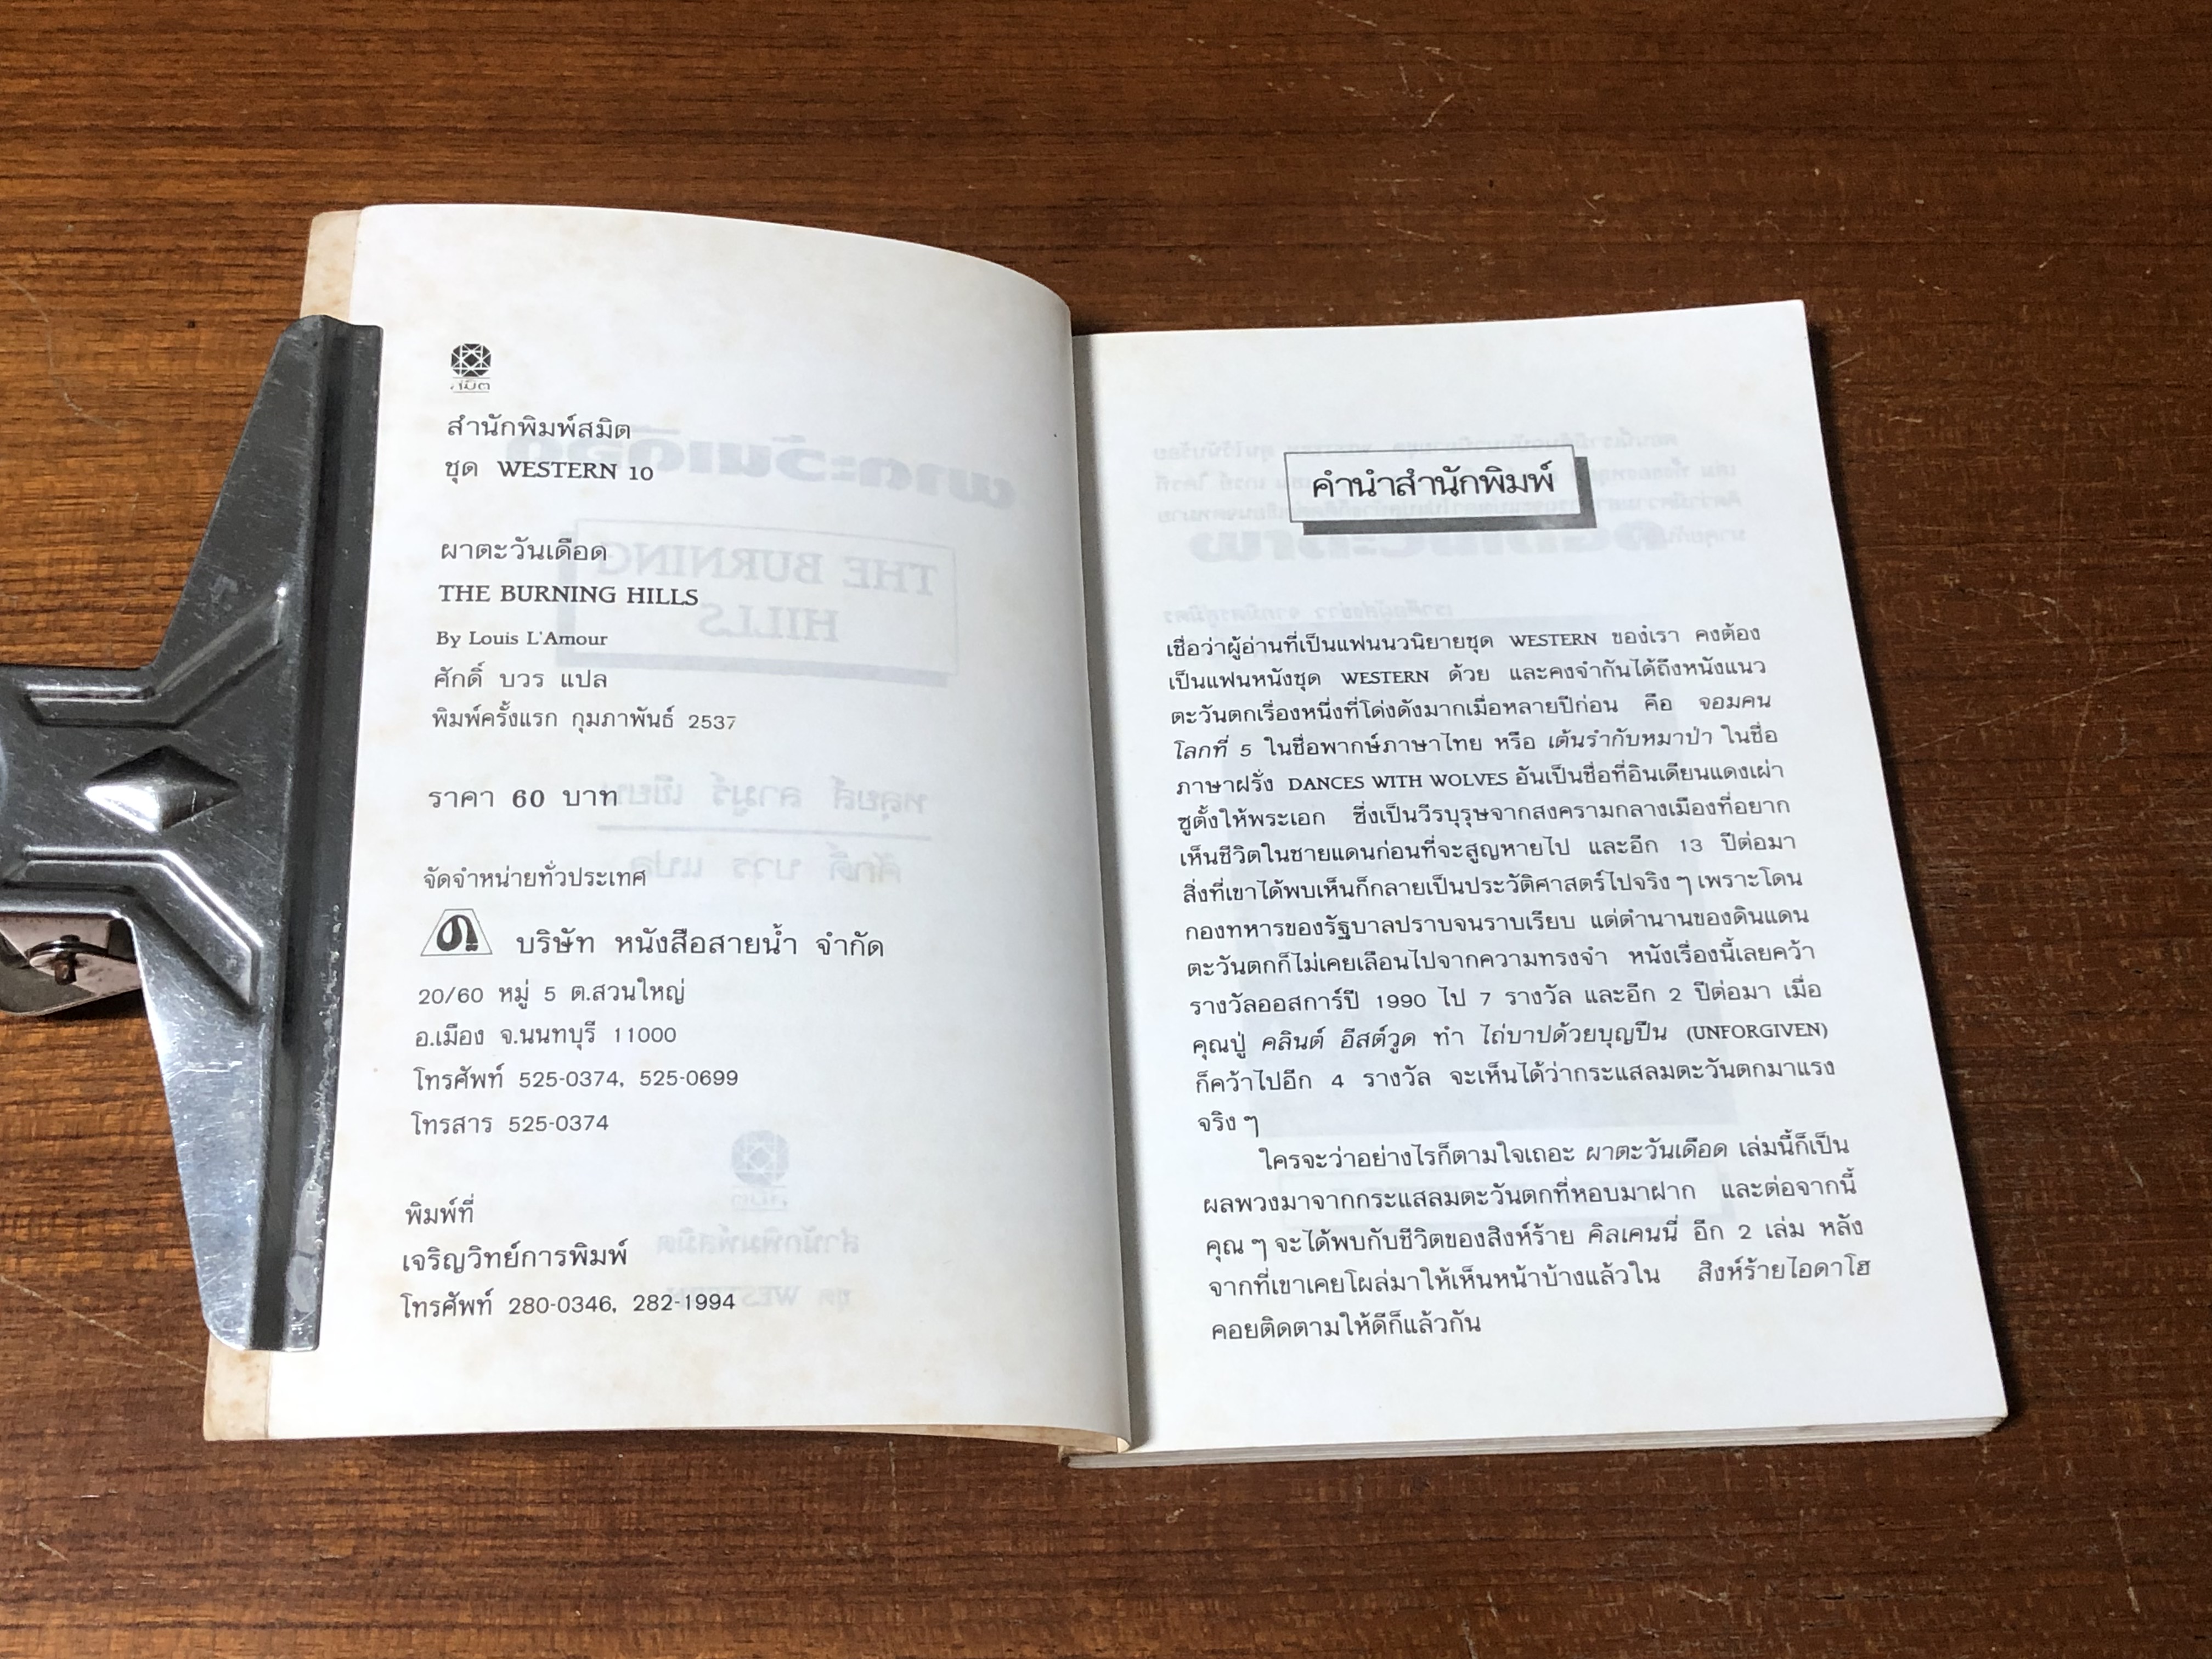 สมิต
สำนักพิมพ์สมิต
ชุด WESTERN 10
ผาตะวันเดือด
THE BURNING HILLS
By Louis L'Amour
ศักดิ์ บวร แปล
พิมพ์ครั้งแรก กุมภาพันธ์ 2537
ราคา 60 บาท
จัดจำหน่ายทั่วประเทศ
บริษัท หนังสือสายน้ำ จำกัด
20/60 หมู่ 5 ต.สวนใหญ่
อ.เมือง จ.นนทบุรี 11000
โทรศัพท์ 525-0374, 525-0699
โทรสาร 525-0374
พิมพ์ที่
เจริญวิทย์การพิมพ์
โทรศัพท์ 280-0346, 282-1994
คำนำสำนักพิมพ์
เชื่อว่าผู้อ่านที่เป็นแฟนนวนิยายชุด WESTERN ของเรา คงต้อง
เป็นแฟนหนังชุด WESTERN ด้วย และคงจำกันได้ถึงหนังแนว
ตะวันตกเรื่องหนึ่งที่โด่งดังมากเมื่อหลายปีก่อน คือ จอมคน
โลกที่ 5 ในชื่อพากษ์ภาษาไทย หรือ เต้นรำกับหมาป่า ในชื่อ
ภาษาฝรั่ง DANCES WITH WOLVES อันเป็นชื่อที่อินเดียนแดงเผ่า
ซูตั้งให้พระเอก ซึ่งเป็นวีรบุรุษจากสงครามกลางเมืองที่อยาก
เห็นชีวิตในชายแดนก่อนที่จะสูญหายไป และอีก 13 ปีต่อมา
สิ่งที่เขาได้พบเห็นก็กลายเป็นประวัติศาสตร์ไปจริง ๆ เพราะโดน
กองทหารของรัฐบาลปราบจนราบเรียบ แต่ตำนานของดินแดน
ตะวันตกก็ไม่เคยเลือนไปจากความทรงจำ หนังเรื่องนี้เลยคว้า
รางวัลออสการ์ปี 1990 ไป 7 รางวัล และอีก 2 ปีต่อมา เมื่อ
คุณปู่ คลินต์ อีสต์วูด ทำ ไถ่บาปด้วยบุญปืน (UNFORGIVEN)
ก็คว้าไปอีก 4 รางวัล จะเห็นได้ว่ากระแสลมตะวันตกมาแรง
จริง ๆ
ใครจะว่าอย่างไรก็ตามใจเถอะ ผาตะวันเดือด เล่มนี้ก็เป็น
ผลพวงมาจากกระแสลมตะวันตกที่หอบมาฝาก และต่อจากนี้
คุณ ๆ จะได้พบกับชีวิตของสิงห์ร้าย คิลเคนนี่ อีก 2 เล่ม หลัง
จากที่เขาเคยโผล่มาให้เห็นหน้าบ้างแล้วใน สิงห์ร้ายไอดาโฮ
คอยติดตามให้ดีก็แล้วกัน